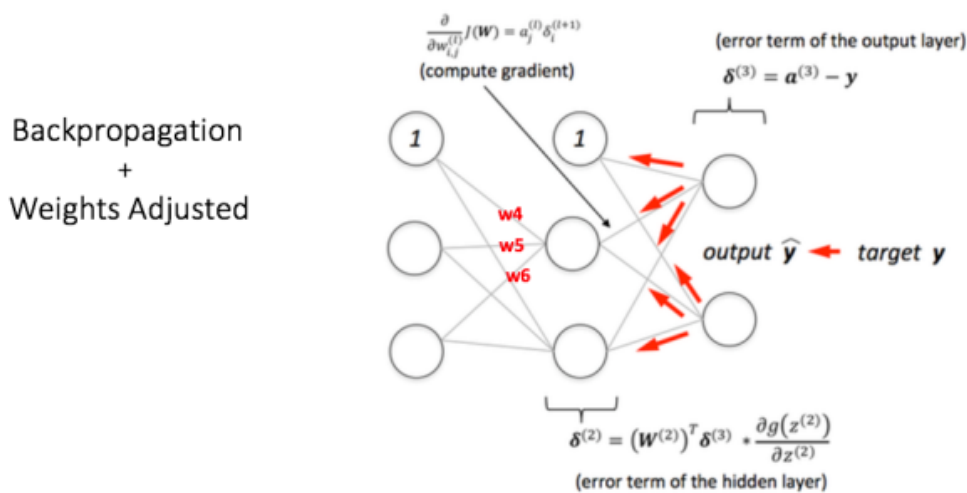 Backpropagation
+
Weights Adjusted
∂/∂w_{i,j}^{(l)} J(W) = a_j^{(l)} δ_i^{(l+1)}
(compute gradient)
(error term of the output layer)
δ^{(3)} = a^{(3)} − y
1
1
w4
w5
w6
output ŷ
target y
δ^{(2)} = (W^{(2)})^T δ^{(3)} * ∂g(z^{(2)})/∂z^{(2)}
(error term of the hidden layer)